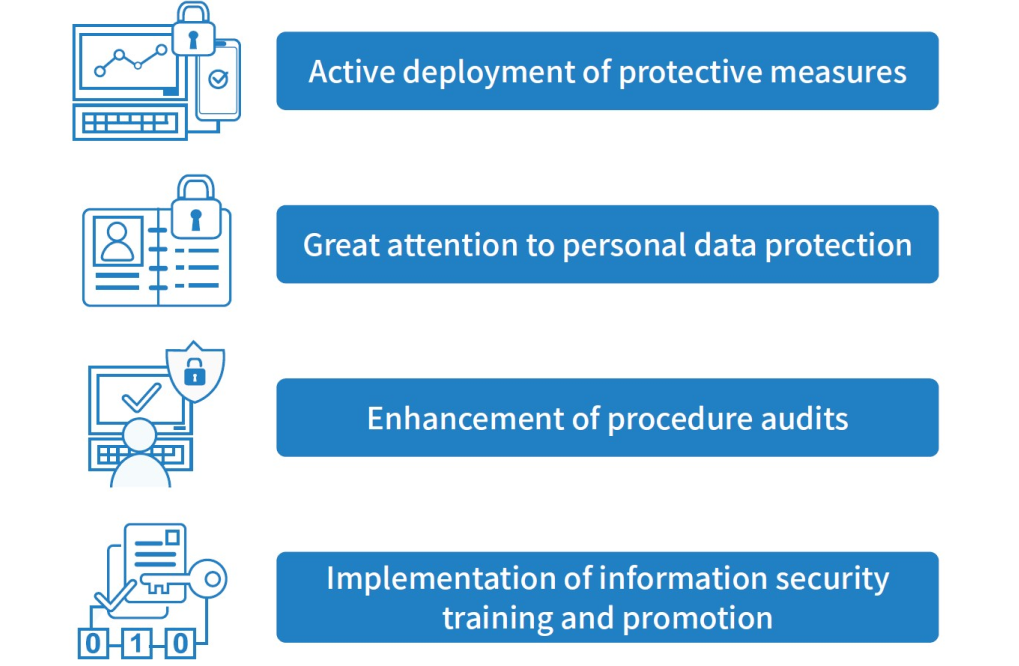 Active deployment of protective measures
Great attention to personal data protection
Enhancement of procedure audits
Implementation of information security
training and promotion
0 1 0